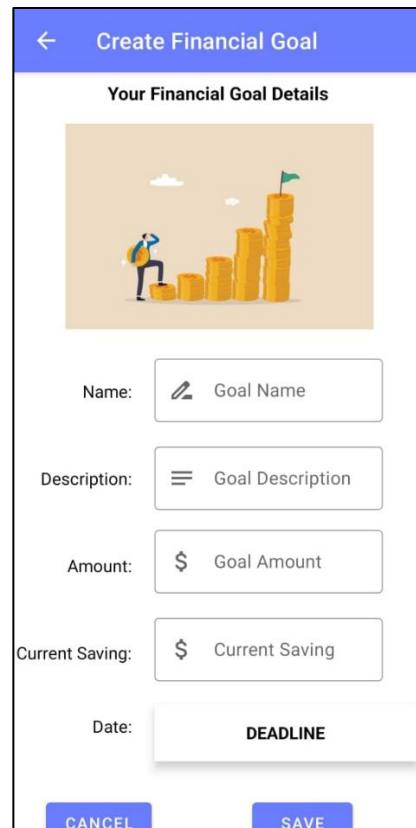 Create Financial Goal
Your Financial Goal Details
Name: Goal Name
Description: Goal Description
Amount: $ Goal Amount
Current Saving: $ Current Saving
Date: DEADLINE
CANCEL SAVE